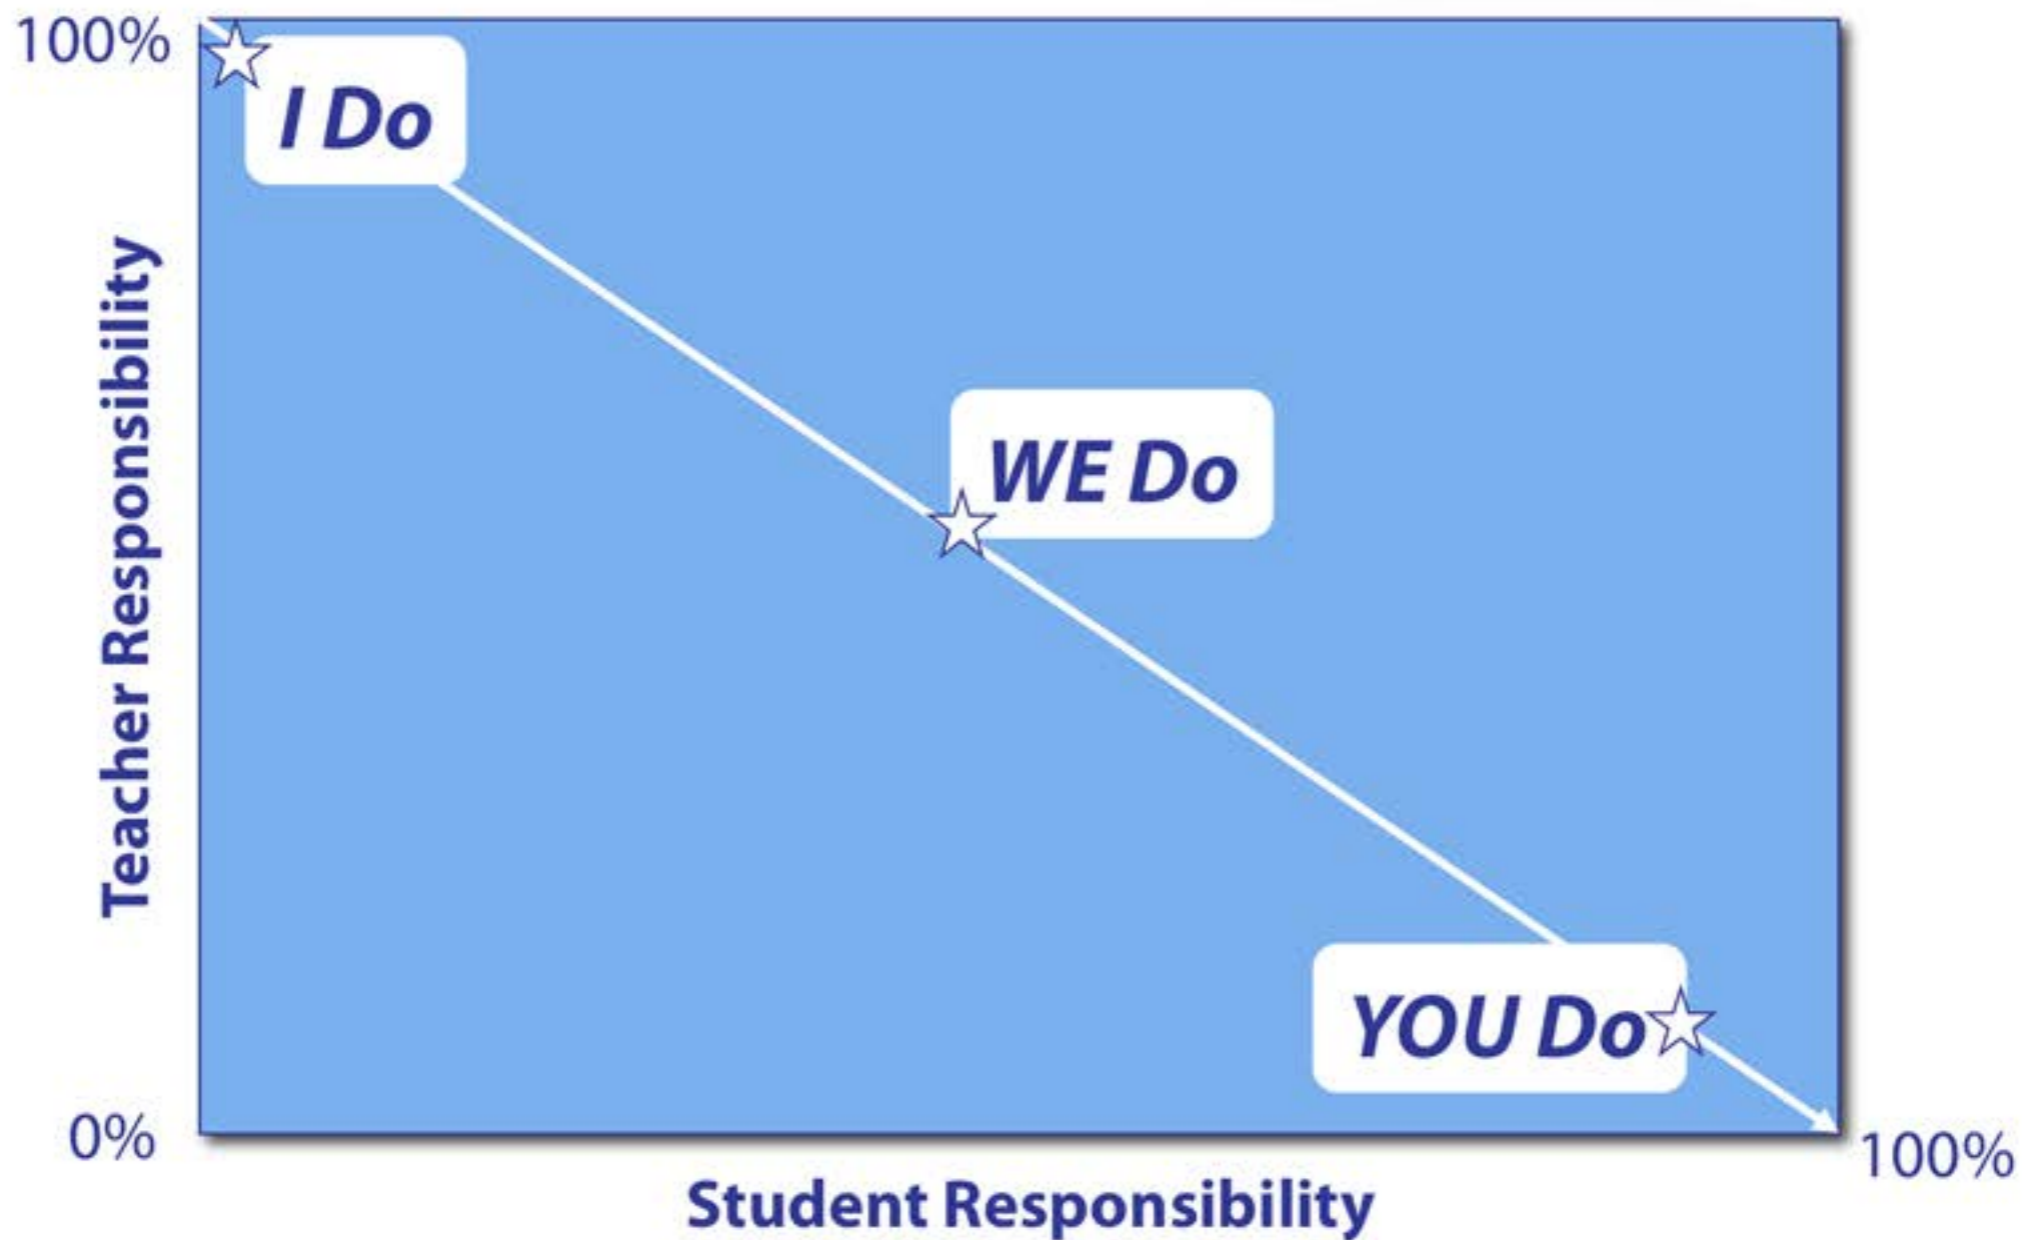 100%
I Do
WE Do
Teacher Responsibility
YOU Do
0%
100%
Student Responsibility